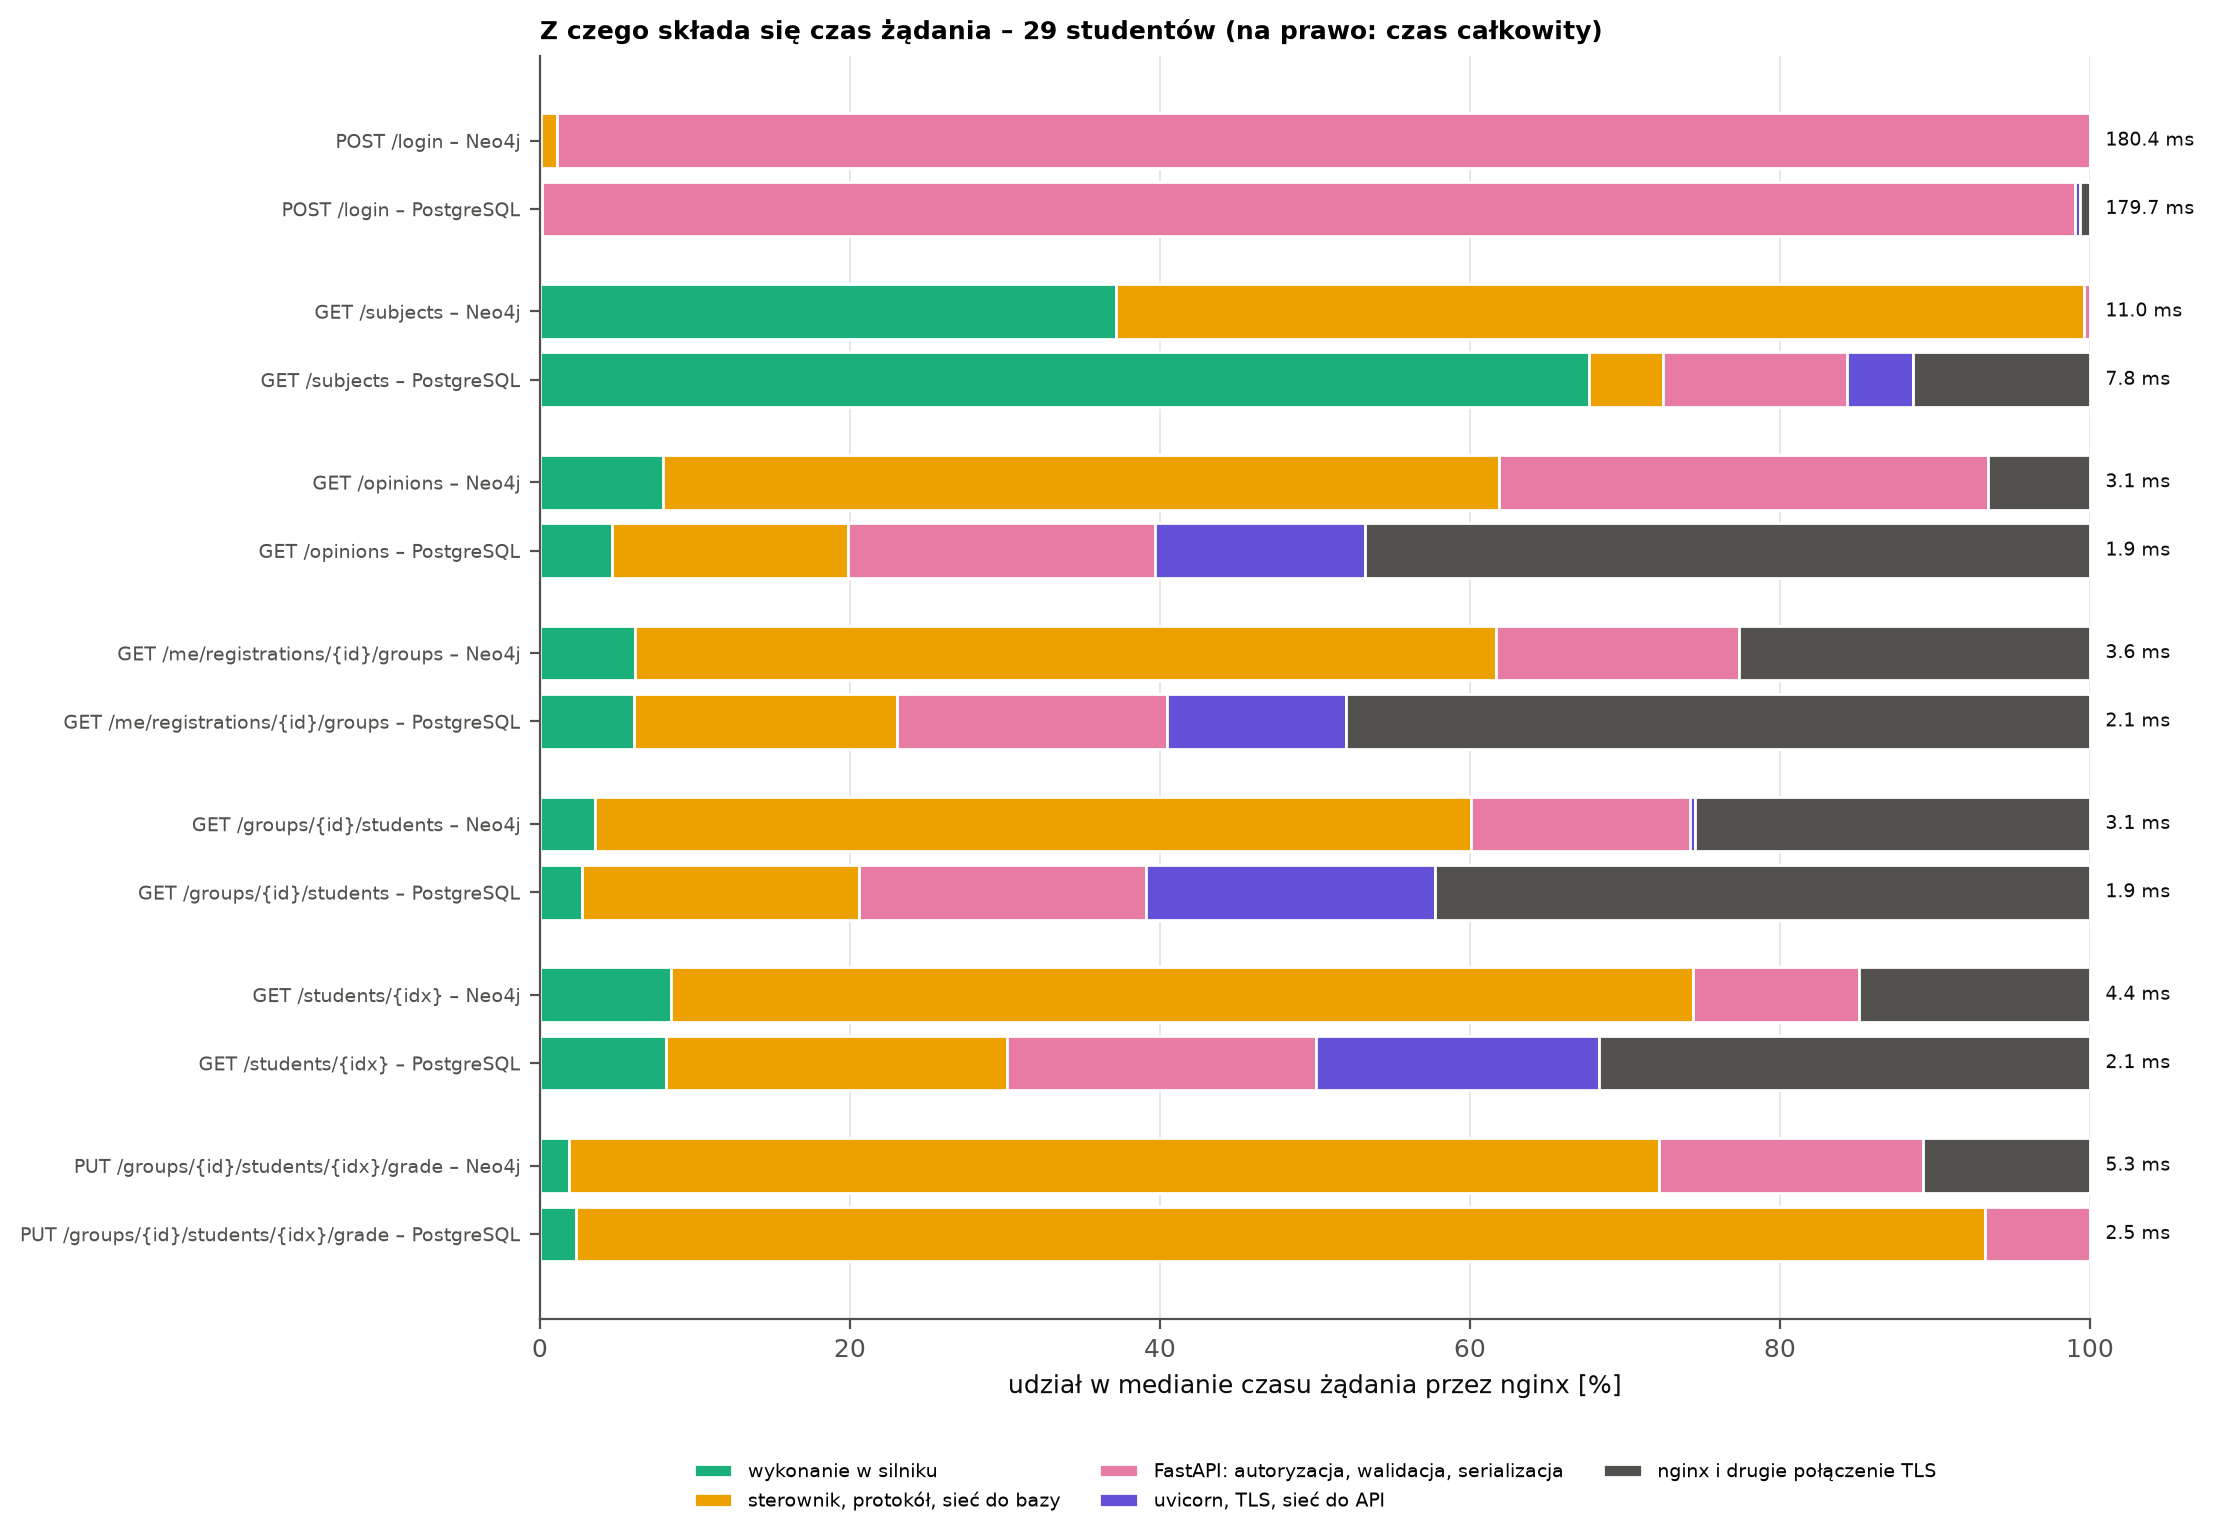 Z czego składa się czas żądania – 29 studentów (na prawo: czas całkowity)
POST /login – Neo4j 180.4 ms
POST /login – PostgreSQL 179.7 ms
GET /subjects – Neo4j 11.0 ms
GET /subjects – PostgreSQL 7.8 ms
GET /opinions – Neo4j 3.1 ms
GET /opinions – PostgreSQL 1.9 ms
GET /me/registrations/{id}/groups – Neo4j 3.6 ms
GET /me/registrations/{id}/groups – PostgreSQL 2.1 ms
GET /groups/{id}/students – Neo4j 3.1 ms
GET /groups/{id}/students – PostgreSQL 1.9 ms
GET /students/{idx} – Neo4j 4.4 ms
GET /students/{idx} – PostgreSQL 2.1 ms
PUT /groups/{id}/students/{idx}/grade – Neo4j 5.3 ms
PUT /groups/{id}/students/{idx}/grade – PostgreSQL 2.5 ms
0 20 40 60 80 100
udział w medianie czasu żądania przez nginx [%]
wykonanie w silniku
sterownik, protokół, sieć do bazy
FastAPI: autoryzacja, walidacja, serializacja
uvicorn, TLS, sieć do API
nginx i drugie połączenie TLS